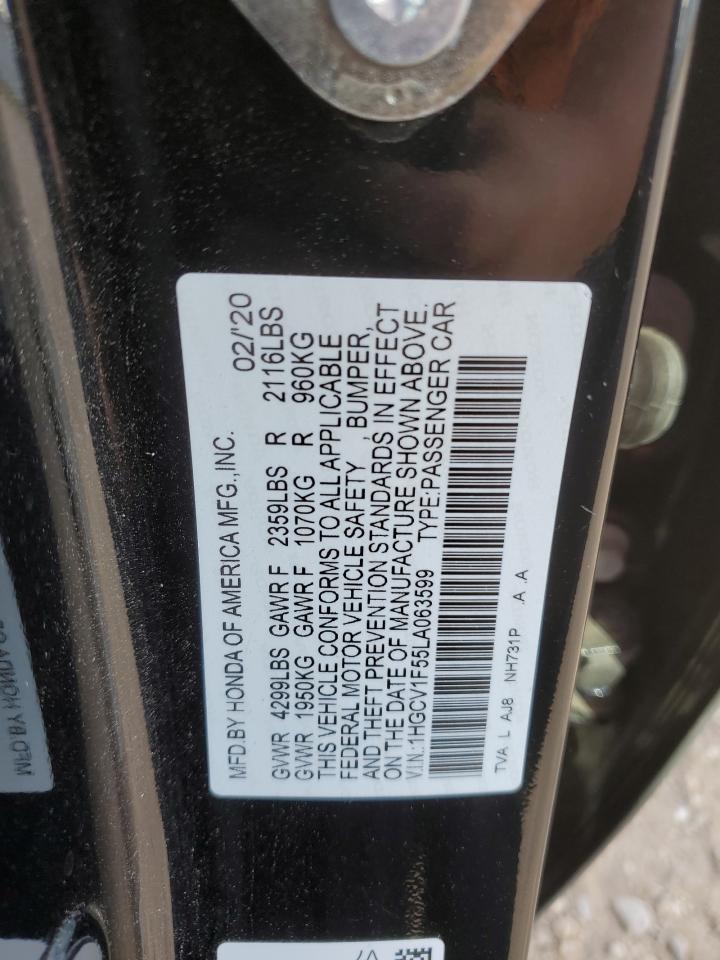 MFD.BY HONDA OF AMERICA MFG.,INC. 02/'20
GVWR 4299LBS GAWR F 2359LBS R 2116LBS
GVWR 1950KG GAWR F 1070KG R 960KG
THIS VEHICLE CONFORMS TO ALL APPLICABLE
FEDERAL MOTOR VEHICLE SAFETY , BUMPER,
AND THEFT PREVENTION STANDARDS IN EFFECT
ON THE DATE OF MANUFACTURE SHOWN ABOVE.
V.I.N.:1HGCV1F55LA063599 TYPE:PASSENGER CAR
TVA L AJ8 NH731P .A .A